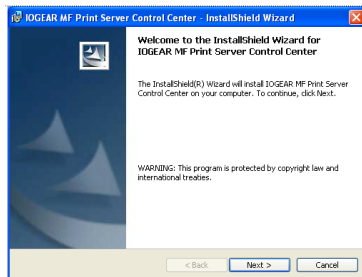 IOGEAR MF Print Server Control Center - InstallShield Wizard
Welcome to the InstallShield Wizard for
IOGEAR MF Print Server Control Center
The InstallShield(R) Wizard will install IOGEAR MF Print Server
Control Center on your computer. To continue, click Next.
WARNING: This program is protected by copyright law and
international treaties.
< Back
Next >
Cancel